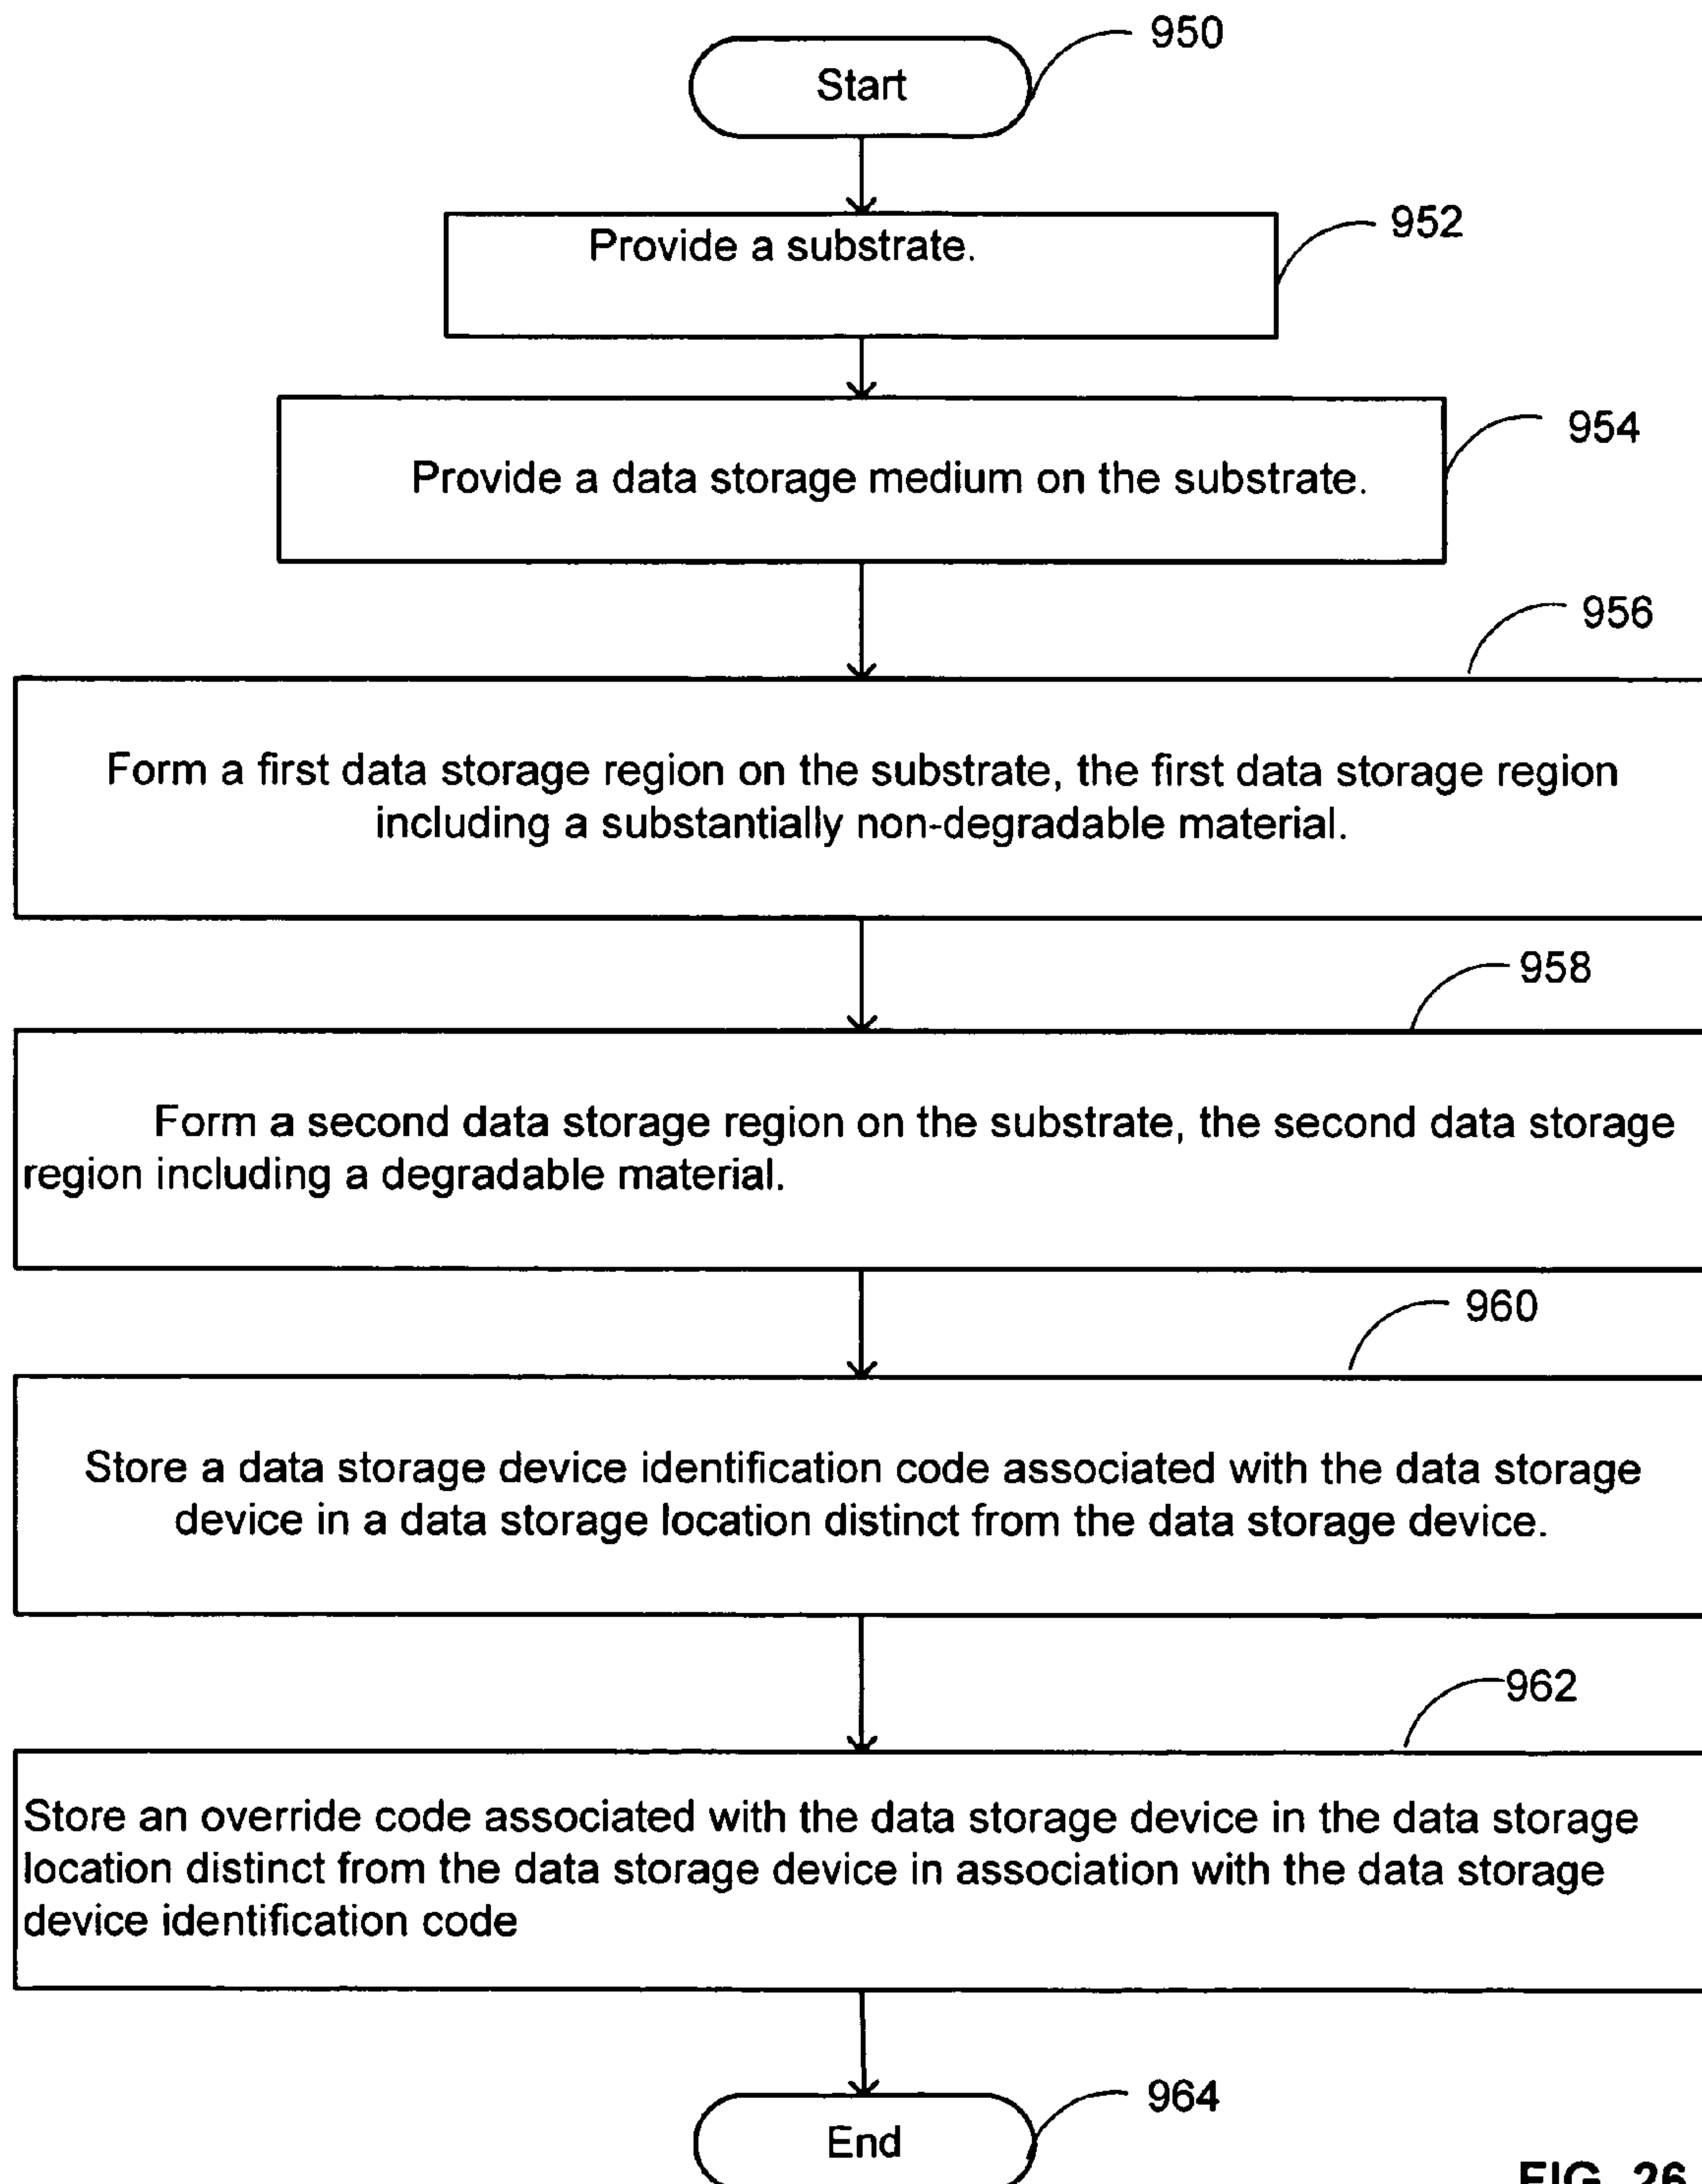 950
Start
952
Provide a substrate.
954
Provide a data storage medium on the substrate.
956
Form a first data storage region on the substrate, the first data storage region
including a substantially non-degradable material.
958
Form a second data storage region on the substrate, the second data storage
region including a degradable material.
960
Store a data storage device identification code associated with the data storage
device in a data storage location distinct from the data storage device.
962
Store an override code associated with the data storage device in the data storage
location distinct from the data storage device in association with the data storage
device identification code
964
End
FIG. 26